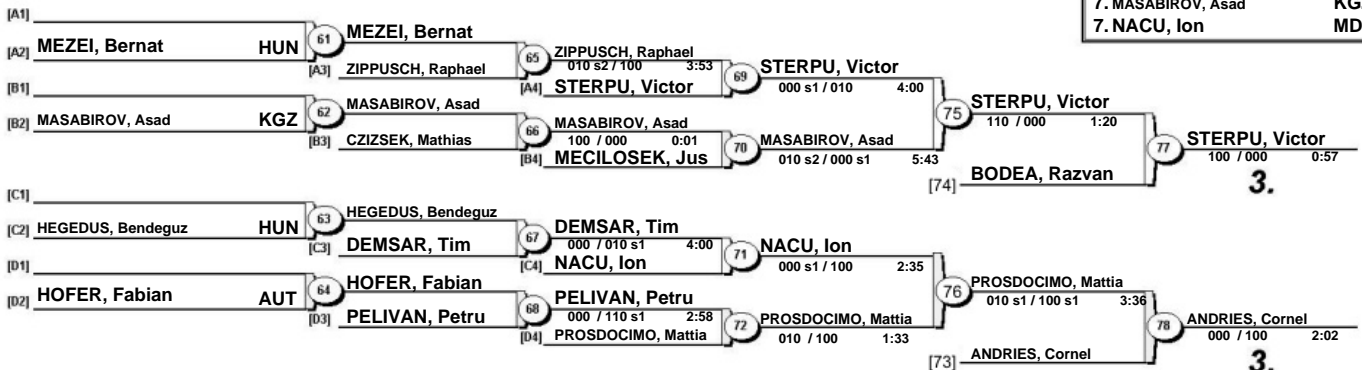 7. MASABIROV, Asad KG
7. NACU, Ion MD
[A1]
[A2] MEZEI, Bernat HUN
61 MEZEI, Bernat
[A3] ZIPPUSCH, Raphael
65 ZIPPUSCH, Raphael
010 s2 / 100 3:53
[A4] STERPU, Victor
69 STERPU, Victor
000 s1 / 010 4:00
[B1]
[B2] MASABIROV, Asad KGZ
62 MASABIROV, Asad
[B3] CZIZSEK, Mathias
66 MASABIROV, Asad
100 / 000 0:01
[B4] MECILOSEK, Jus
70 MASABIROV, Asad
010 s2 / 000 s1 5:43
75 STERPU, Victor
110 / 000 1:20
[74] BODEA, Razvan
77 STERPU, Victor
100 / 000 0:57
3.
[C1]
[C2] HEGEDUS, Bendeguz HUN
63 HEGEDUS, Bendeguz
[C3] DEMSAR, Tim
67 DEMSAR, Tim
000 / 010 s1 4:00
[C4] NACU, Ion
71 NACU, Ion
000 s1 / 100 2:35
[D1]
[D2] HOFER, Fabian AUT
64 HOFER, Fabian
[D3] PELIVAN, Petru
68 PELIVAN, Petru
000 / 110 s1 2:58
[D4] PROSDOCIMO, Mattia
72 PROSDOCIMO, Mattia
010 / 100 1:33
76 PROSDOCIMO, Mattia
010 s1 / 100 s1 3:36
[73] ANDRIES, Cornel
78 ANDRIES, Cornel
000 / 100 2:02
3.